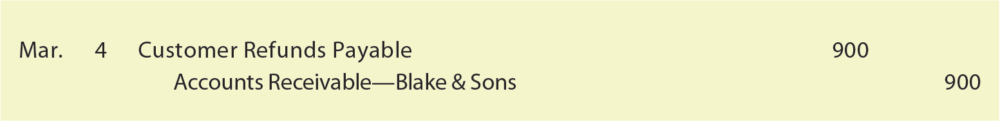 Mar. 4 Customer Refunds Payable 900
Accounts Receivable—Blake & Sons 900